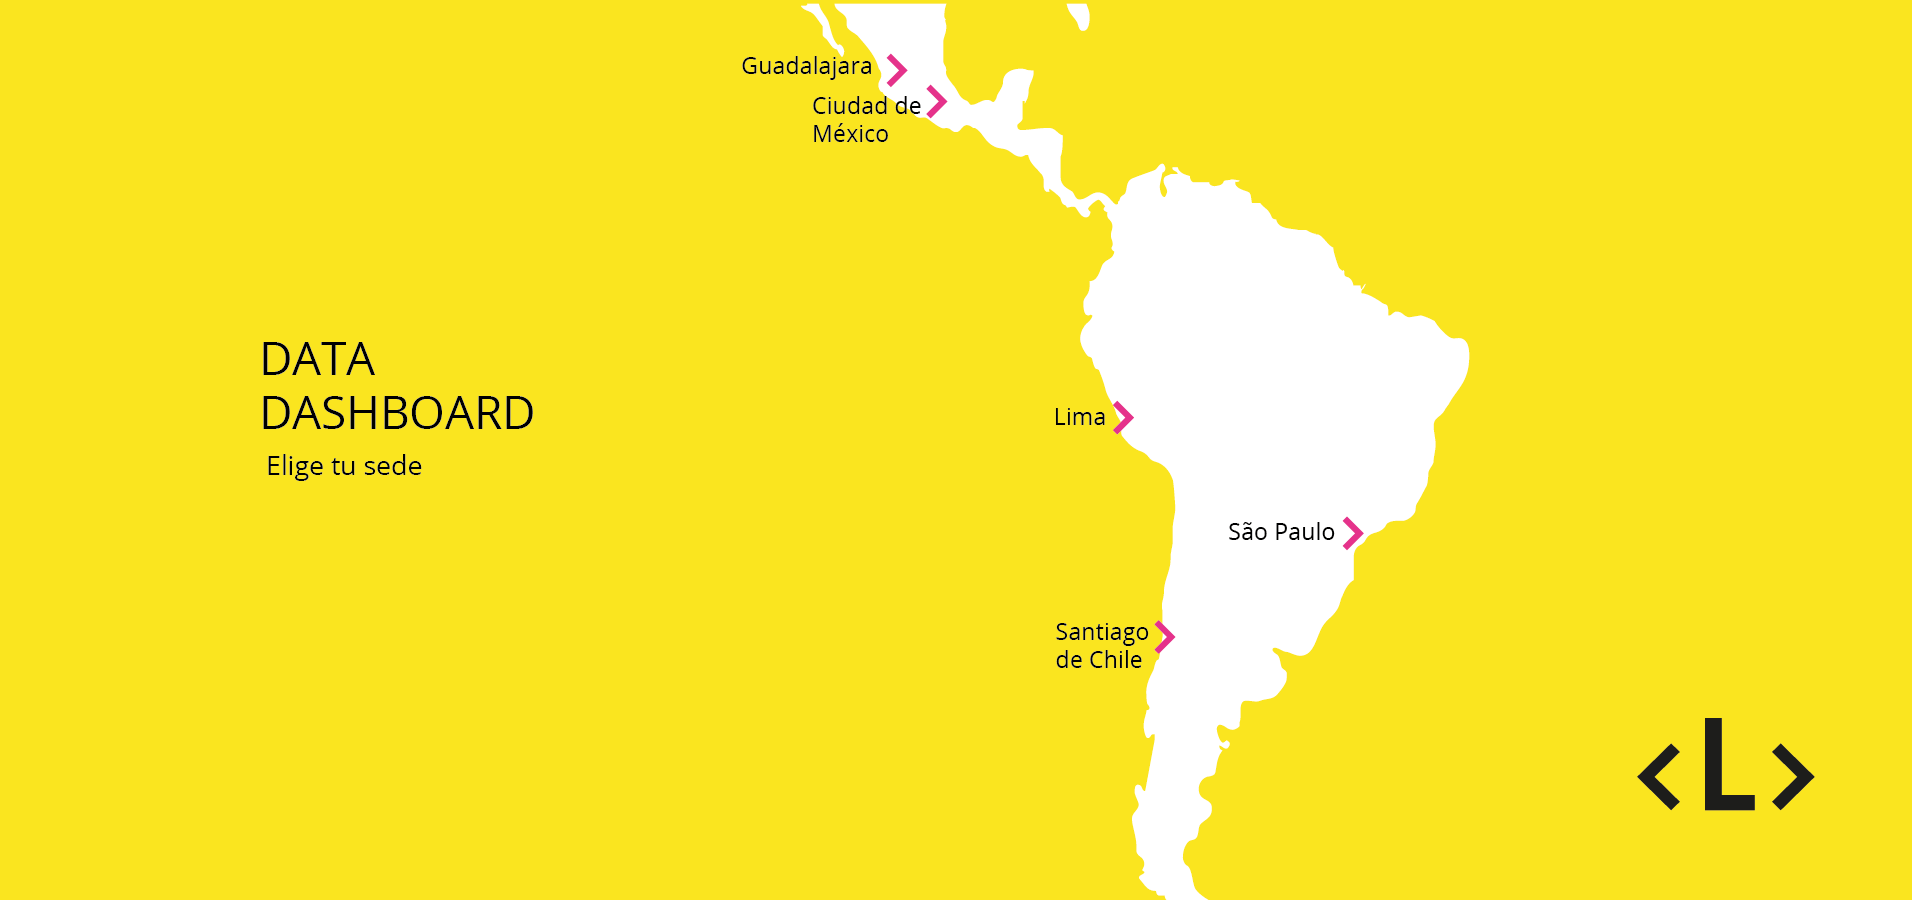 Guadalajara
Ciudad de
México
DATA
DASHBOARD
Elige tu sede
Lima
São Paulo
Santiago
de Chile
<L>